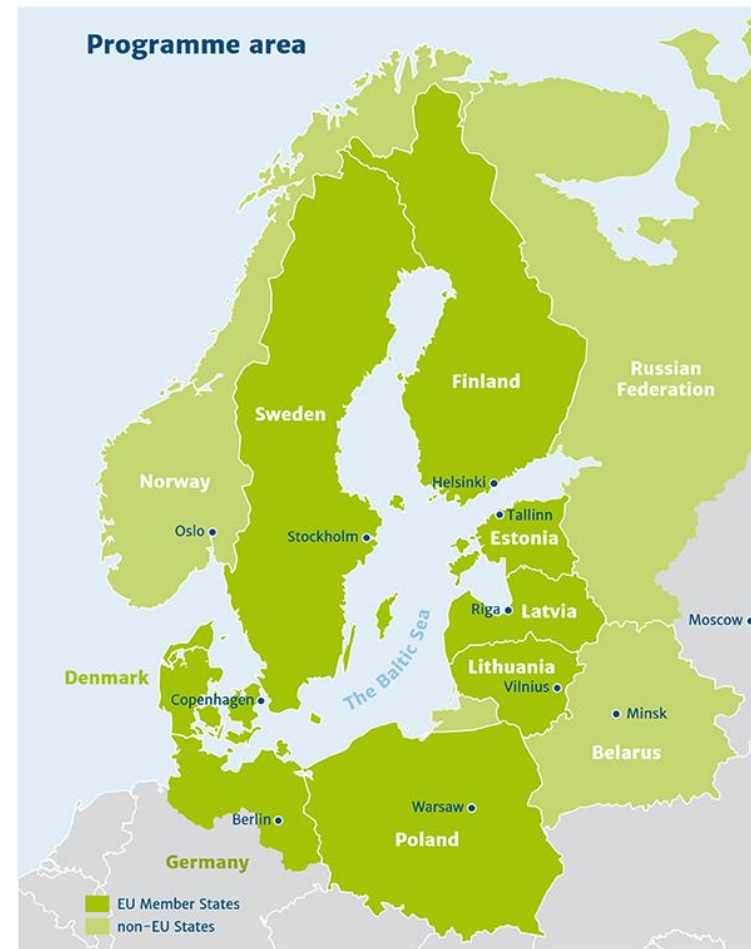 Programme area
Finland
Russian
Federation
Sweden
Norway
Helsinki
Oslo
Tallinn
Stockholm
Estonia
Riga
Latvia
Moscow
The Baltic Sea
Lithuania
Denmark
Vilnius
Copenhagen
Minsk
Belarus
Warsaw
Berlin
Poland
Germany
EU Member States
non-EU States